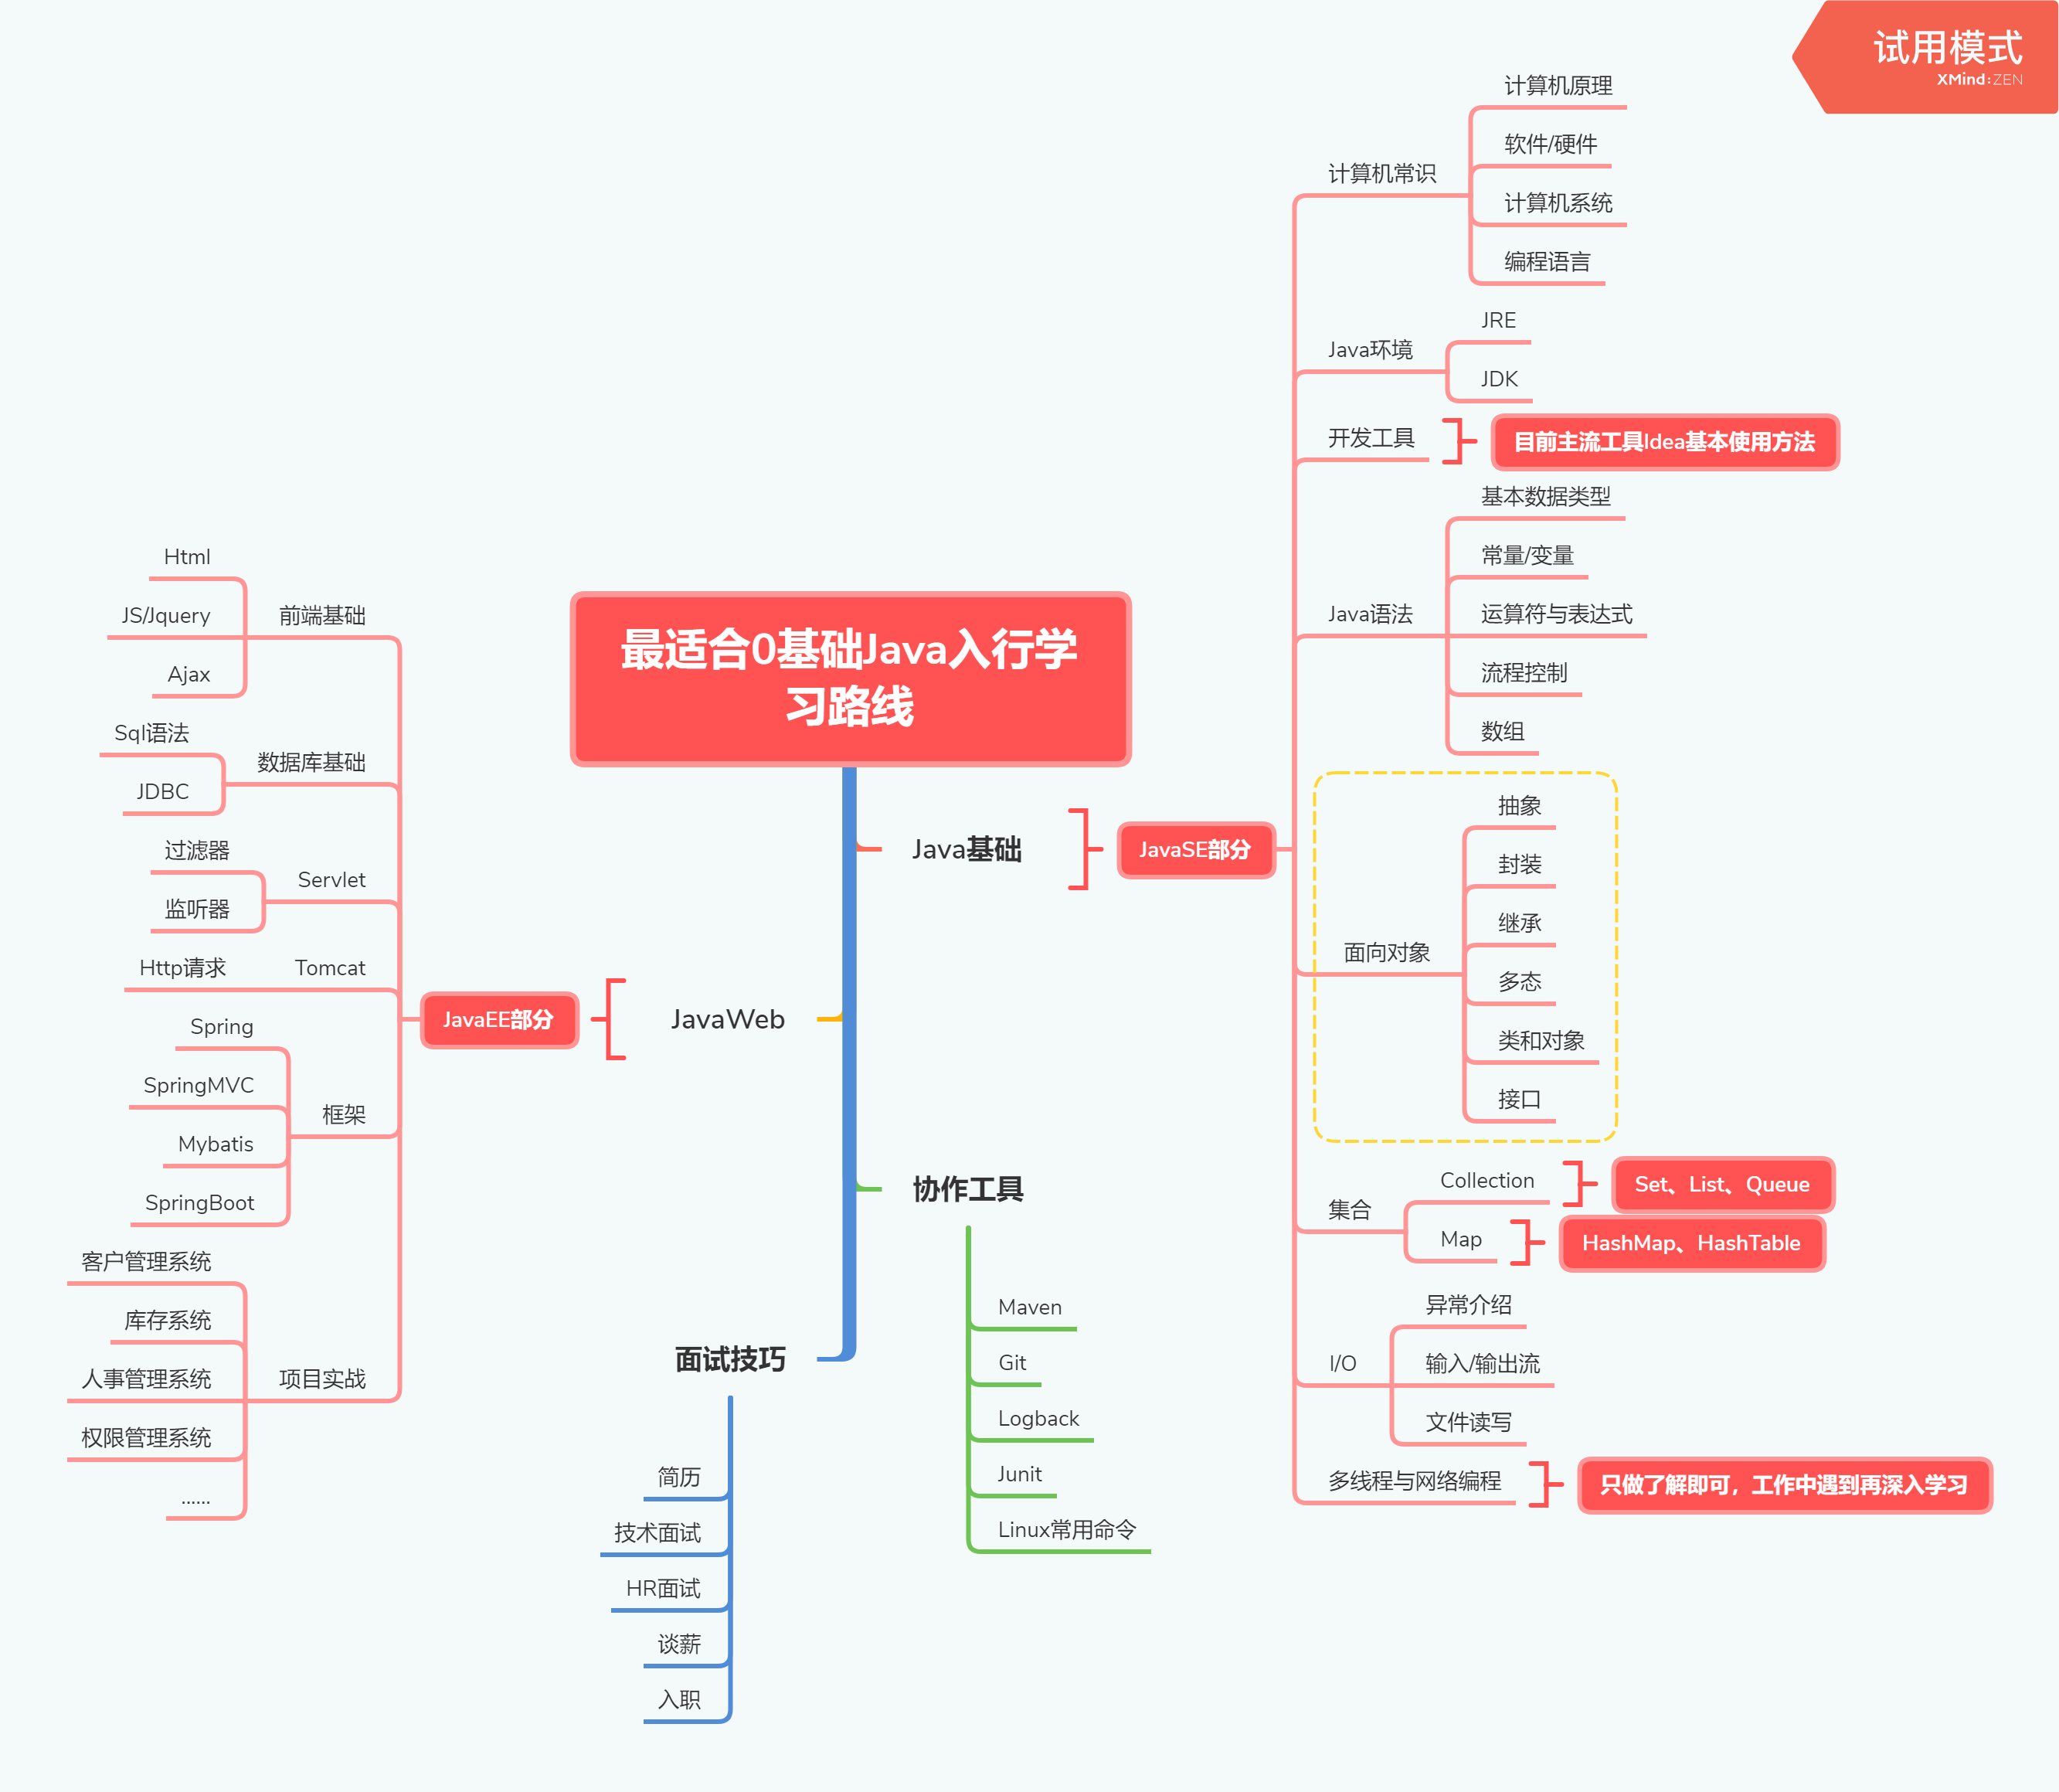 试用模式
XMind:ZEN
最适合0基础Java入行学
习路线
Java基础
JavaSE部分
计算机常识
计算机原理
软件/硬件
计算机系统
编程语言
Java环境
JRE
JDK
开发工具
目前主流工具Idea基本使用方法
Java语法
基本数据类型
常量/变量
运算符与表达式
流程控制
数组
面向对象
抽象
封装
继承
多态
类和对象
接口
集合
Collection
Set、List、Queue
Map
HashMap、HashTable
I/O
异常介绍
输入/输出流
文件读写
多线程与网络编程
只做了解即可，工作中遇到再深入学习
JavaWeb
JavaEE部分
前端基础
Html
JS/Jquery
Ajax
数据库基础
Sql语法
JDBC
Servlet
过滤器
监听器
Tomcat
Http请求
框架
Spring
SpringMVC
Mybatis
SpringBoot
项目实战
客户管理系统
库存系统
人事管理系统
权限管理系统
......
协作工具
Maven
Git
Logback
Junit
Linux常用命令
面试技巧
简历
技术面试
HR面试
谈薪
入职